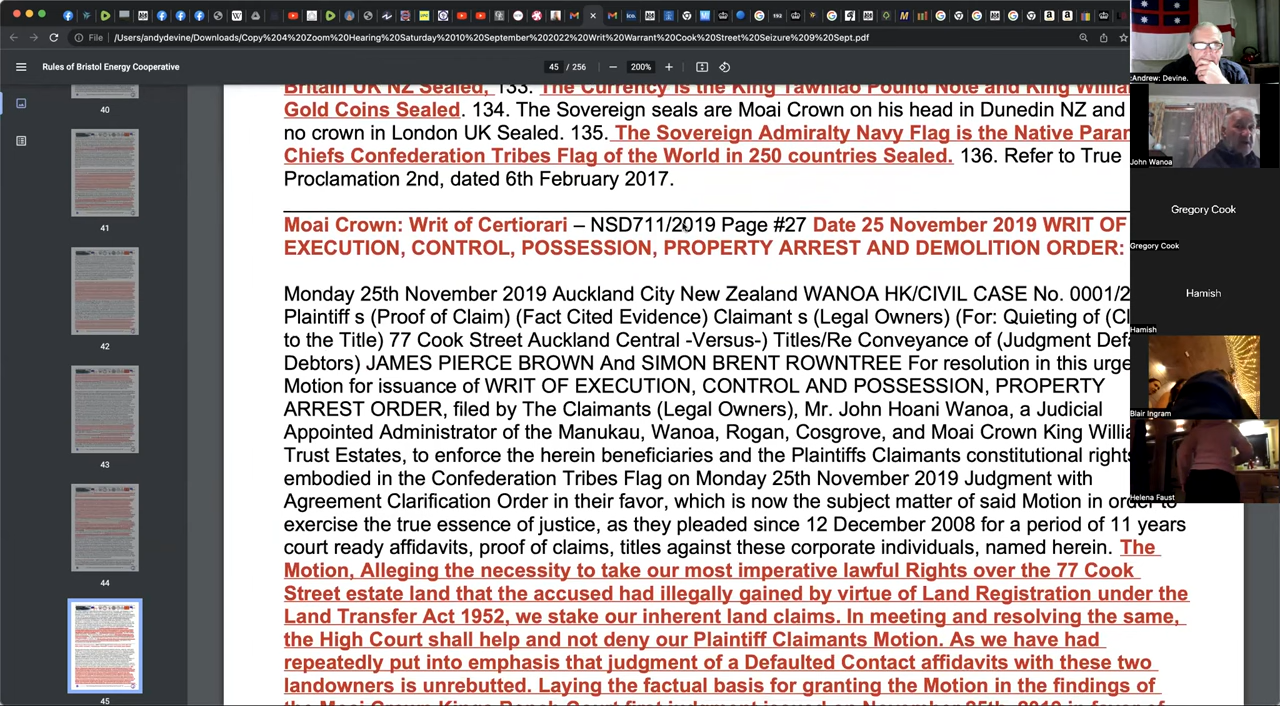 File
/Users/andydevine/Downloads/Copy%204%20Zoom%20Hearing%20Saturday%2010%20September%202022%20Writ%20Warrant%20Cook%20Street%20Seizure%209%20Sept.pdf
Rules of Bristol Energy Cooperative
45 / 256
200%
40
41
42
43
44
45
Britain UK NZ Sealed, 133. The Currency is the King Tawhiao Pound Note and King Willia
Gold Coins Sealed. 134. The Sovereign seals are Moai Crown on his head in Dunedin NZ and
no crown in London UK Sealed. 135. The Sovereign Admiralty Navy Flag is the Native Para
Chiefs Confederation Tribes Flag of the World in 250 countries Sealed. 136. Refer to True
Proclamation 2nd, dated 6th February 2017.
Moai Crown: Writ of Certiorari – NSD711/2019 Page #27 Date 25 November 2019 WRIT OF
EXECUTION, CONTROL, POSSESSION, PROPERTY ARREST AND DEMOLITION ORDER:
Monday 25th November 2019 Auckland City New Zealand WANOA HK/CIVIL CASE No. 0001/2
Plaintiff s (Proof of Claim) (Fact Cited Evidence) Claimant s (Legal Owners) (For: Quieting of (Cl
to the Title) 77 Cook Street Auckland Central -Versus-) Titles/Re Conveyance of (Judgment Defa
Debtors) JAMES PIERCE BROWN And SIMON BRENT ROWNTREE For resolution in this urge
Motion for issuance of WRIT OF EXECUTION, CONTROL AND POSSESSION, PROPERTY
ARREST ORDER, filed by The Claimants (Legal Owners), Mr. John Hoani Wanoa, a Judicial
Appointed Administrator of the Manukau, Wanoa, Rogan, Cosgrove, and Moai Crown King Willia
Trust Estates, to enforce the herein beneficiaries and the Plaintiffs Claimants constitutional rights
embodied in the Confederation Tribes Flag on Monday 25th November 2019 Judgment with
Agreement Clarification Order in their favor, which is now the subject matter of said Motion in order to
exercise the true essence of justice, as they pleaded since 12 December 2008 for a period of 11 years
court ready affidavits, proof of claims, titles against these corporate individuals, named herein. The
Motion, Alleging the necessity to take our most imperative lawful Rights over the 77 Cook
Street estate land that the accused had illegally gained by virtue of Land Registration under the
Land Transfer Act 1952, we stake our inherent land claims. In meeting and resolving the same,
the High Court shall help and not deny our Plaintiff Claimants Motion. As we have had
repeatedly put into emphasis that judgment of a Defaulted Contact affidavits with these two
landowners is unrebutted. Laying the factual basis for granting the Motion in the findings of
Andrew: Devine.
John Wanoa
Gregory Cook
Gregory Cook
Hamish
Hamish
Blair Ingram
Helena Faust